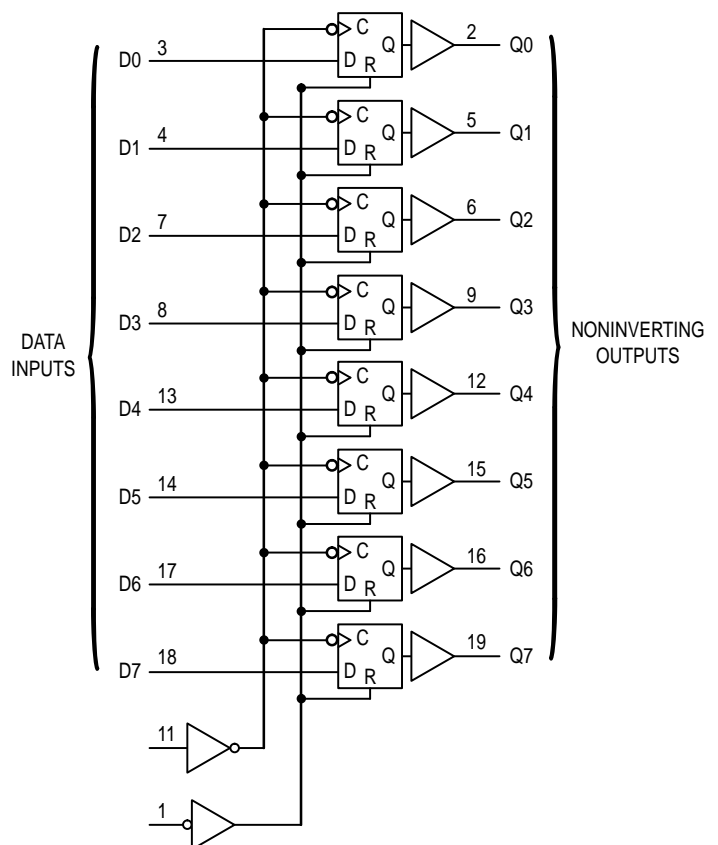 C
Q
D
R
D0
3
2
Q0
C
Q
D
R
D1
4
5
Q1
C
Q
D
R
D2
7
6
Q2
C
Q
D
R
D3
8
9
Q3
DATA
INPUTS
NONINVERTING
OUTPUTS
C
Q
D
R
D4
13
12
Q4
C
Q
D
R
D5
14
15
Q5
C
Q
D
R
D6
17
16
Q6
C
Q
D
R
D7
18
19
Q7
11
1